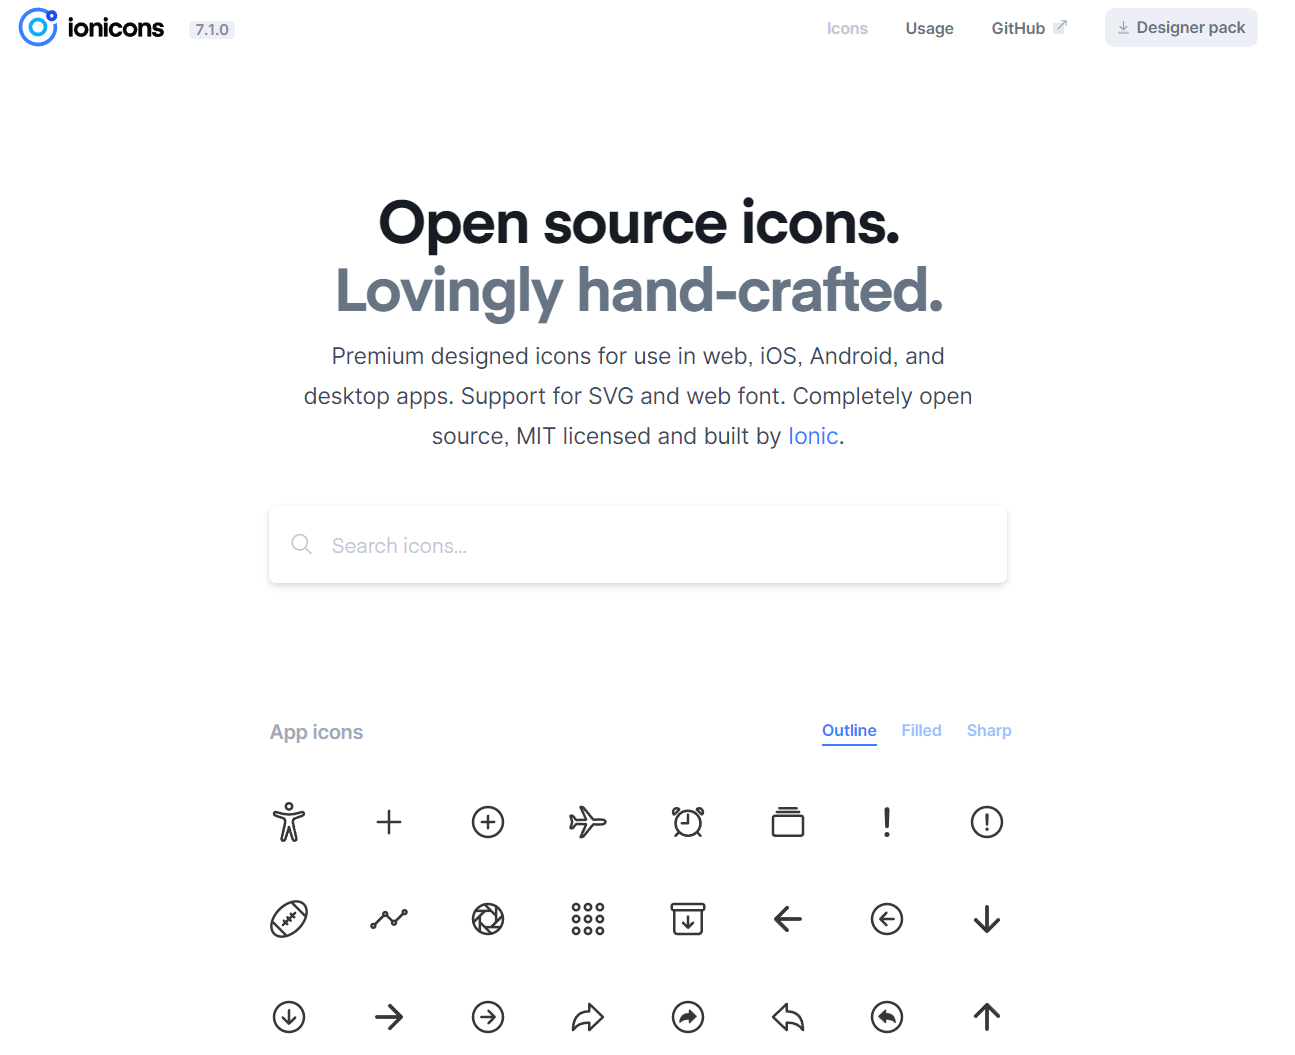 ionicons 7.1.0 Icons Usage GitHub Designer pack
Open source icons.
Lovingly hand-crafted.
Premium designed icons for use in web, iOS, Android, and
desktop apps. Support for SVG and web font. Completely open
source, MIT licensed and built by Ionic.
Search icons...
App icons Outline Filled Sharp